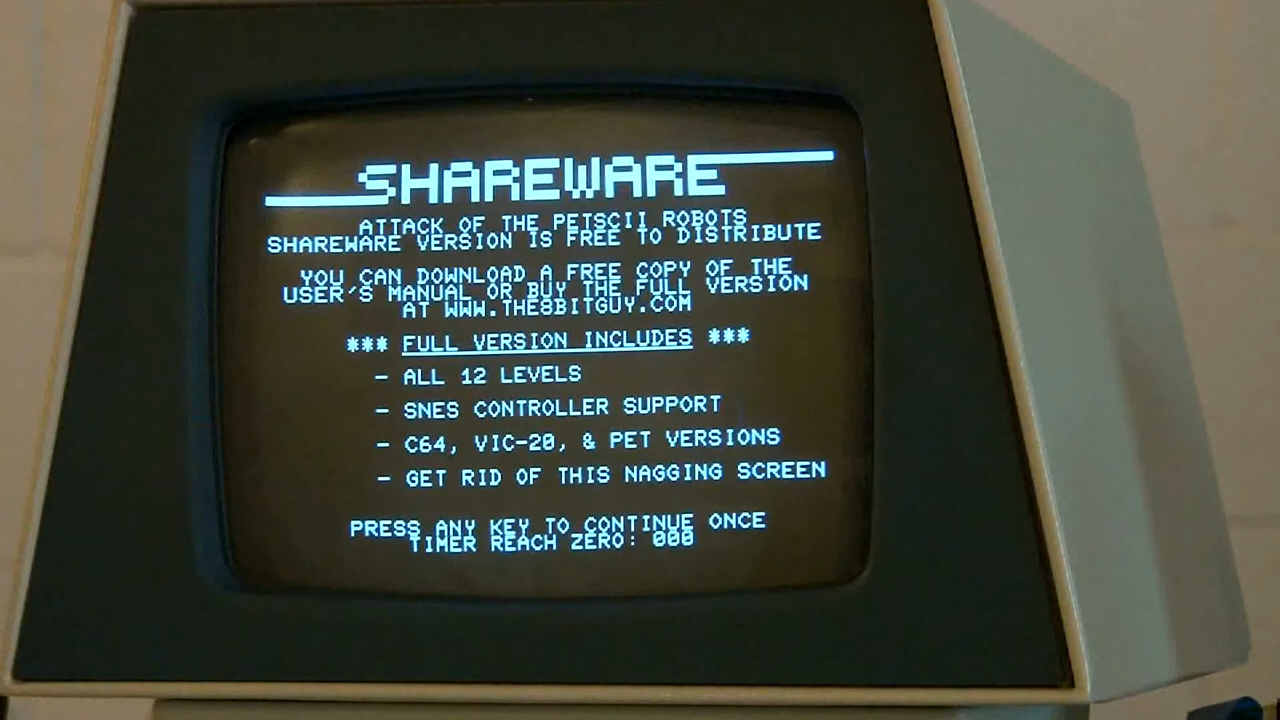 SHAREWARE
ATTACK OF THE PETSCII ROBOTS
SHAREWARE VERSION IS FREE TO DISTRIBUTE
YOU CAN DOWNLOAD A FREE COPY OF THE
USER'S MANUAL OR BUY THE FULL VERSION
AT WWW.THE8BITGUY.COM
*** FULL VERSION INCLUDES ***
- ALL 12 LEVELS
- SNES CONTROLLER SUPPORT
- C64, VIC-20, & PET VERSIONS
- GET RID OF THIS NAGGING SCREEN
PRESS ANY KEY TO CONTINUE ONCE
TIMER REACH ZERO: 000